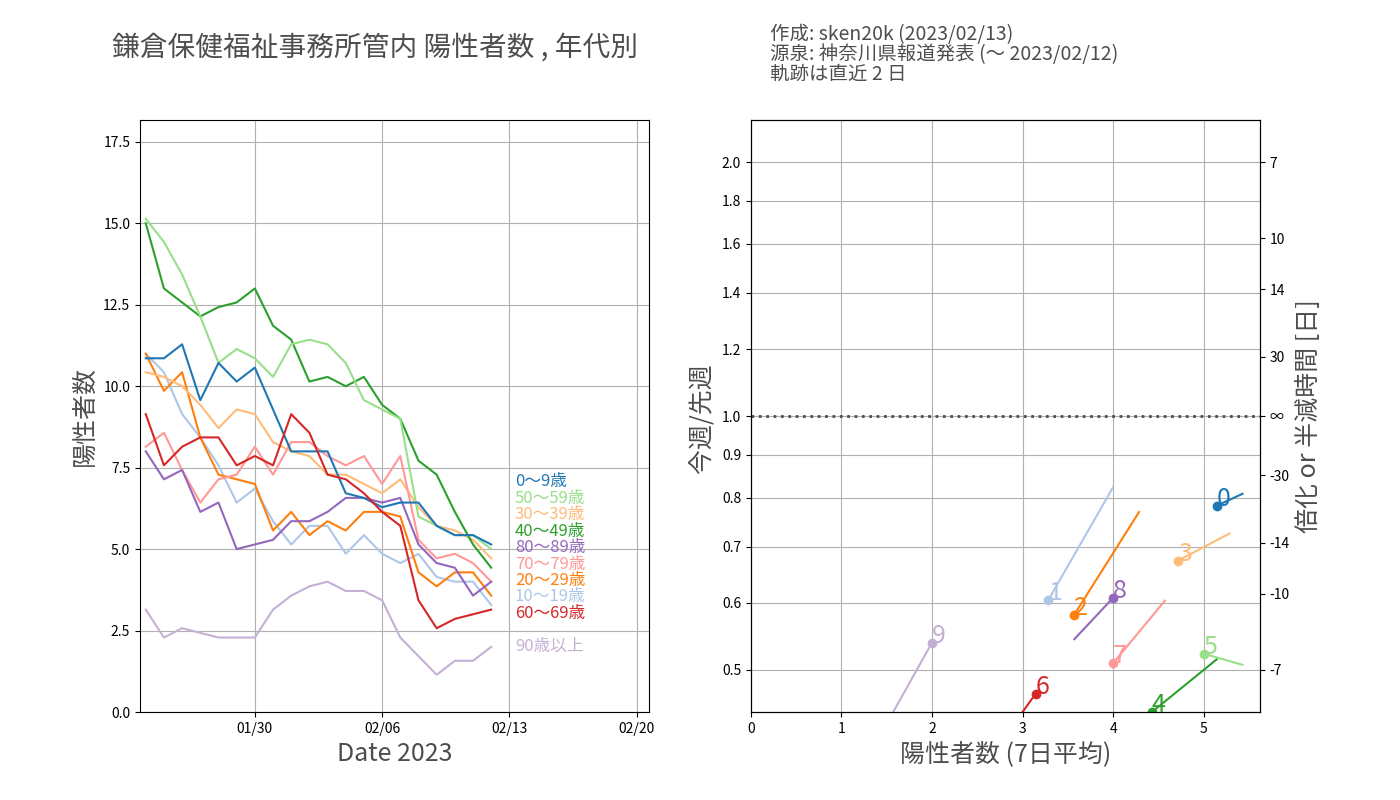 鎌倉保健福祉事務所管内 陽性者数 , 年代別
作成: sken20k (2023/02/13)
源泉: 神奈川県報道発表 (～ 2023/02/12)
軌跡は直近 2 日
陽性者数
17.5
15.0
12.5
10.0
7.5
5.0
2.5
0.0
01/30
02/06
02/13
02/20
Date 2023
0～9歳
50～59歳
30～39歳
40～49歳
80～89歳
70～79歳
20～29歳
10～19歳
60～69歳
90歳以上
今週/先週
2.0
1.8
1.6
1.4
1.2
1.0
0.9
0.8
0.7
0.6
0.5
0
1
2
3
4
5
陽性者数 (7日平均)
0
3
1
8
2
9
5
7
6
4
7
10
14
30
∞
-30
-14
-10
-7
倍化 or 半減時間 [日]